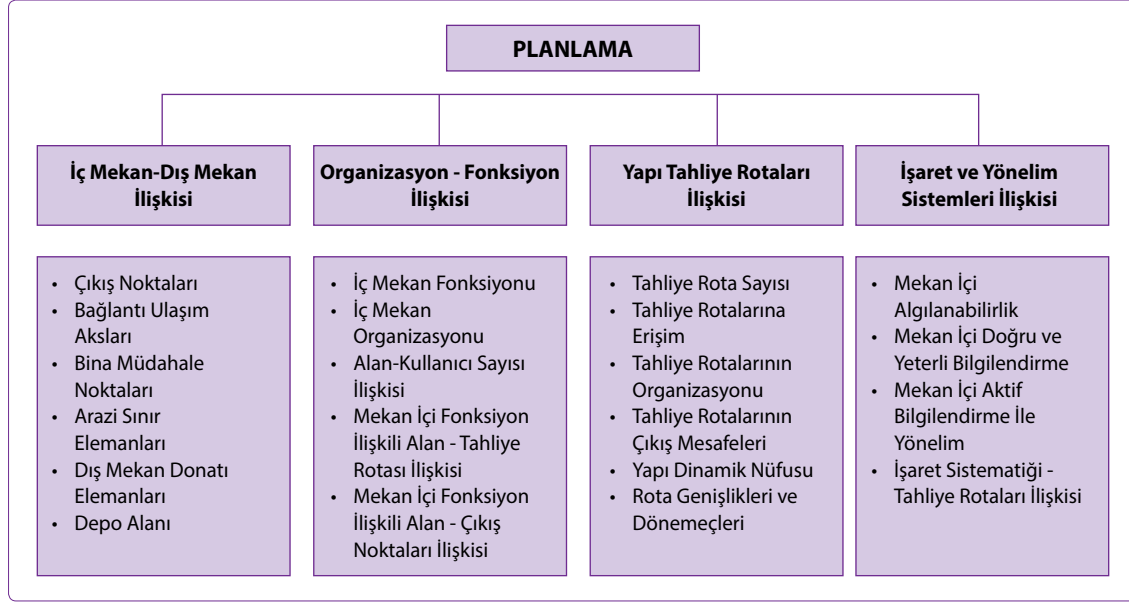 PLANLAMA
İç Mekan-Dış Mekan
İlişkisi
Organizasyon - Fonksiyon
İlişkisi
Yapı Tahliye Rotaları
İlişkisi
İşaret ve Yönelim
Sistemleri İlişkisi
• Çıkış Noktaları
• Bağlantı Ulaşım
Aksları
• Bina Müdahale
Noktaları
• Arazi Sınır
Elemanları
• Dış Mekan Donatı
Elemanları
• Depo Alanı
• İç Mekan Fonksiyonu
• İç Mekan
Organizasyonu
• Alan-Kullanıcı Sayısı
İlişkisi
• Mekan İçi Fonksiyon
İlişkili Alan - Tahliye
Rotası İlişkisi
• Mekan İçi Fonksiyon
İlişkili Alan - Çıkış
Noktaları İlişkisi
• Tahliye Rota Sayısı
• Tahliye Rotalarına
Erişim
• Tahliye Rotalarının
Organizasyonu
• Tahliye Rotalarının
Çıkış Mesafeleri
• Yapı Dinamik Nüfusu
• Rota Genişlikleri ve
Dönemeçleri
• Mekan İçi
Algılanabilirlik
• Mekan İçi Doğru ve
Yeterli Bilgilendirme
• Mekan İçi Aktif
Bilgilendirme İle
Yönelim
• İşaret Sistematiği -
Tahliye Rotaları İlişkisi